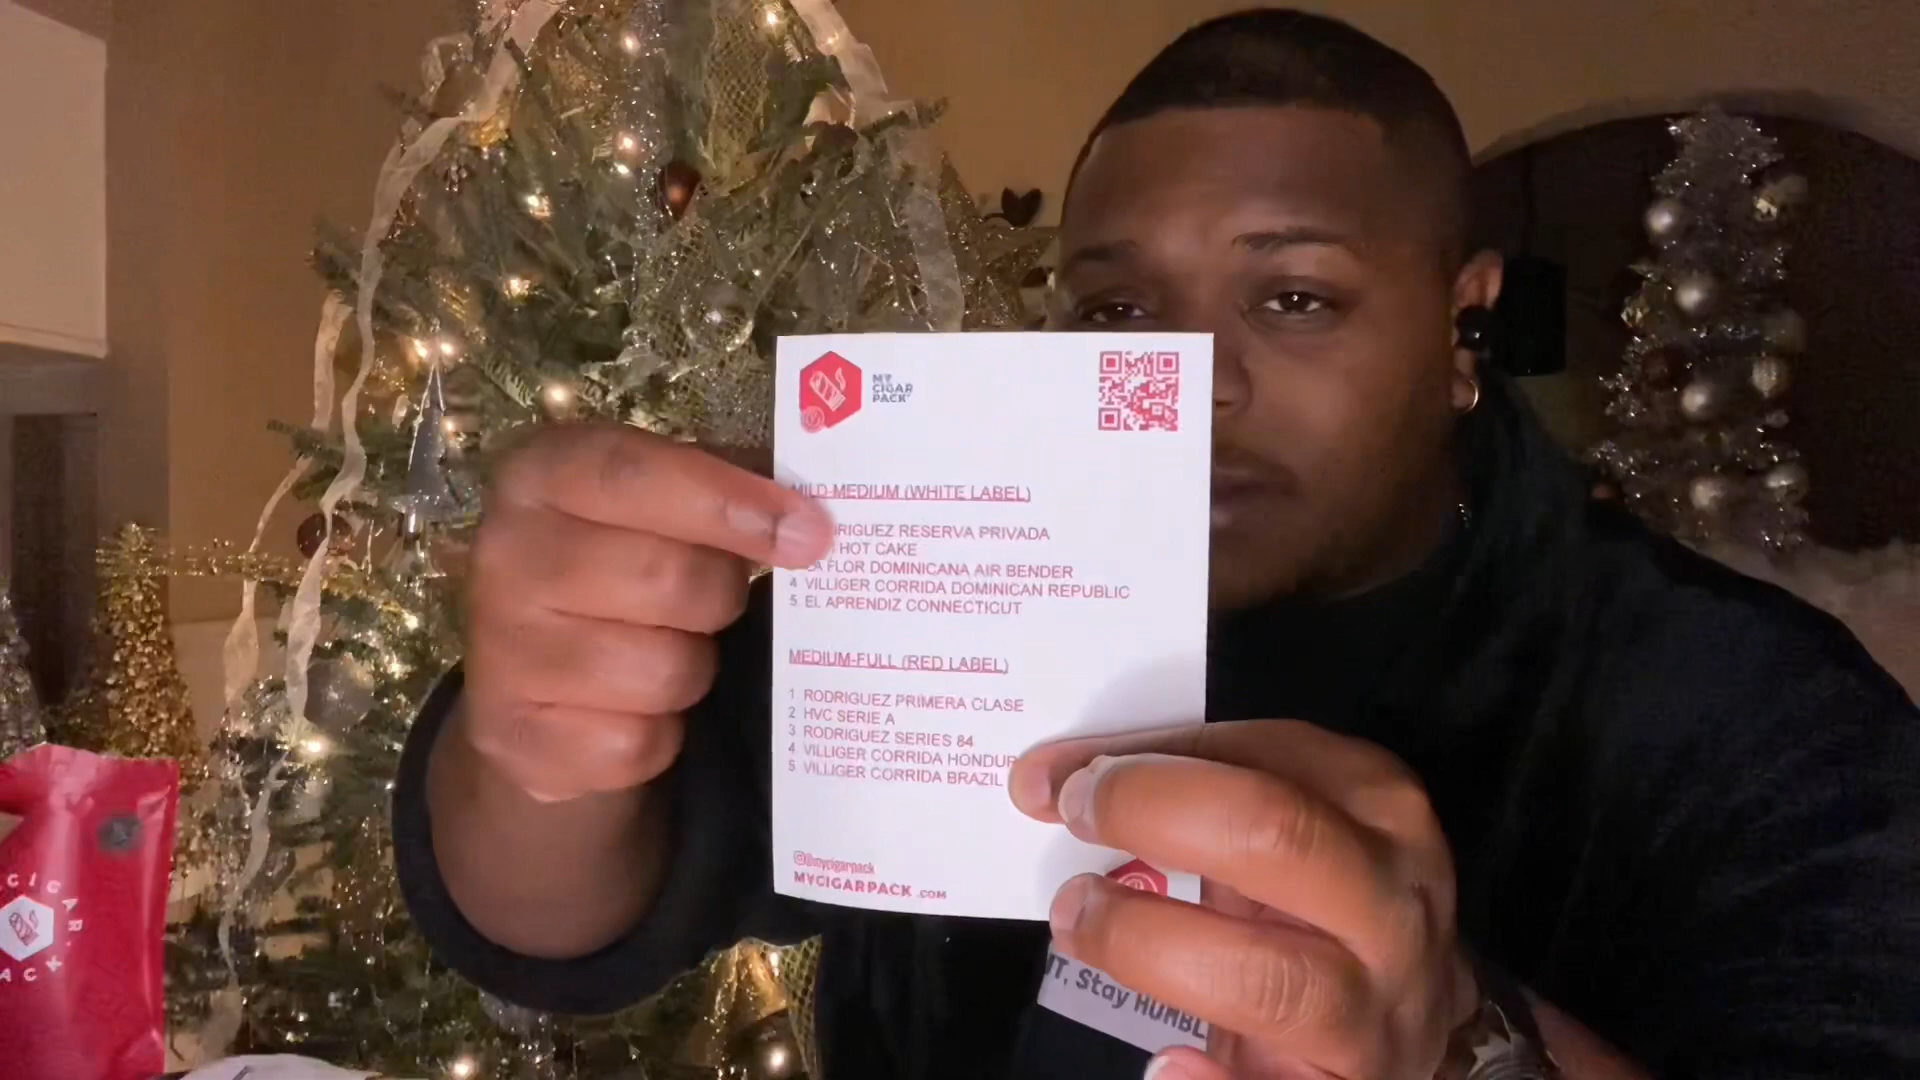 MY
CIGAR
PACK
MILD-MEDIUM (WHITE LABEL)
RIGUEZ RESERVA PRIVADA
HOT CAKE
LA FLOR DOMINICANA AIR BENDER
4 VILLIGER CORRIDA DOMINICAN REPUBLIC
5 EL APRENDIZ CONNECTICUT
MEDIUM-FULL (RED LABEL)
1 RODRIGUEZ PRIMERA CLASE
2 HVC SERIE A
3 RODRIGUEZ SERIES 84
4 VILLIGER CORRIDA HONDUR
5 VILLIGER CORRIDA BRAZIL
@mycigarpack
MYCIGARPACK.COM
Stay HUMBL
CIGAR
ACK